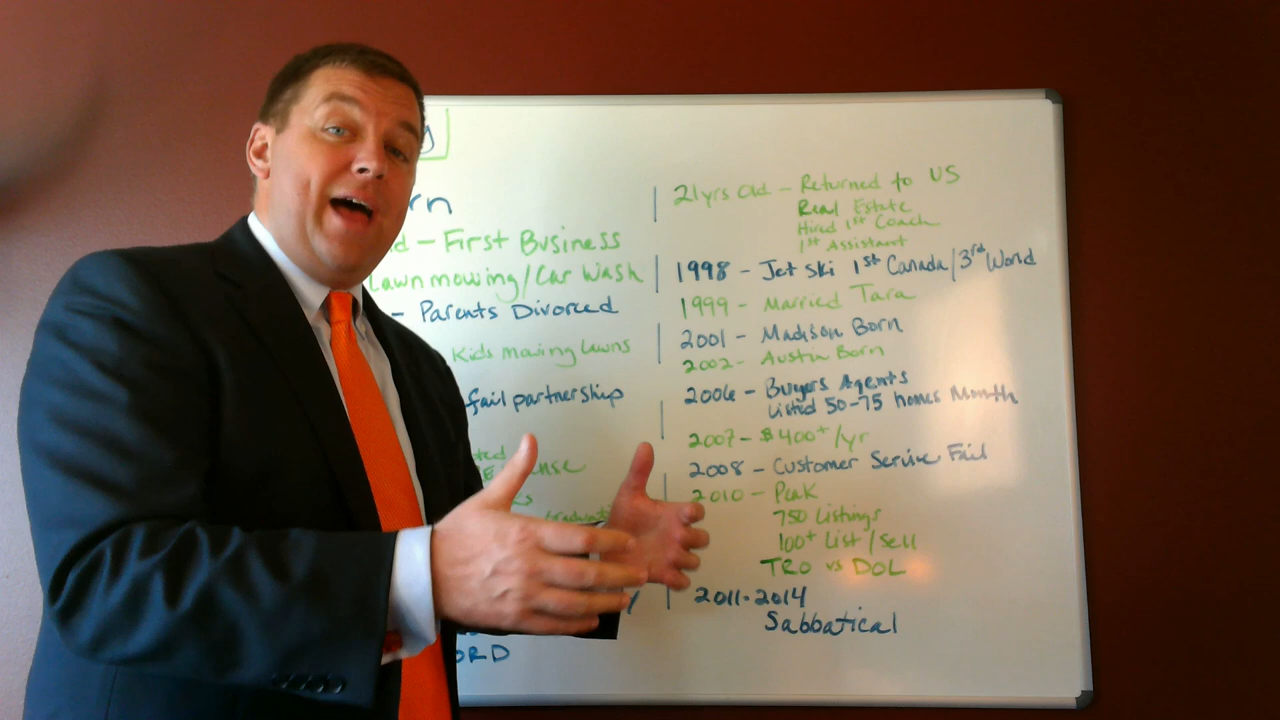 rn
d - First Business
Lawn mowing/Car Wash
- Parents Divorced
Kids mowing Lawns
fail partnership
ted
ORD
21yrs Old - Returned to US
Real Estate
Hired 1st Coach
1st Assistant
1998 - Jet Ski 1st Canada/3rd World
1999 - Married Tara
2001 - Madison Born
2002 - Austin Born
2006 - Buyers Agents
Listed 50-75 homes Month
2007 - $400+/yr
2008 - Customer Service Fail
2010 - Peak
750 Listings
100+ List/Sell
TRO vs DOL
2011-2014
Sabbatical